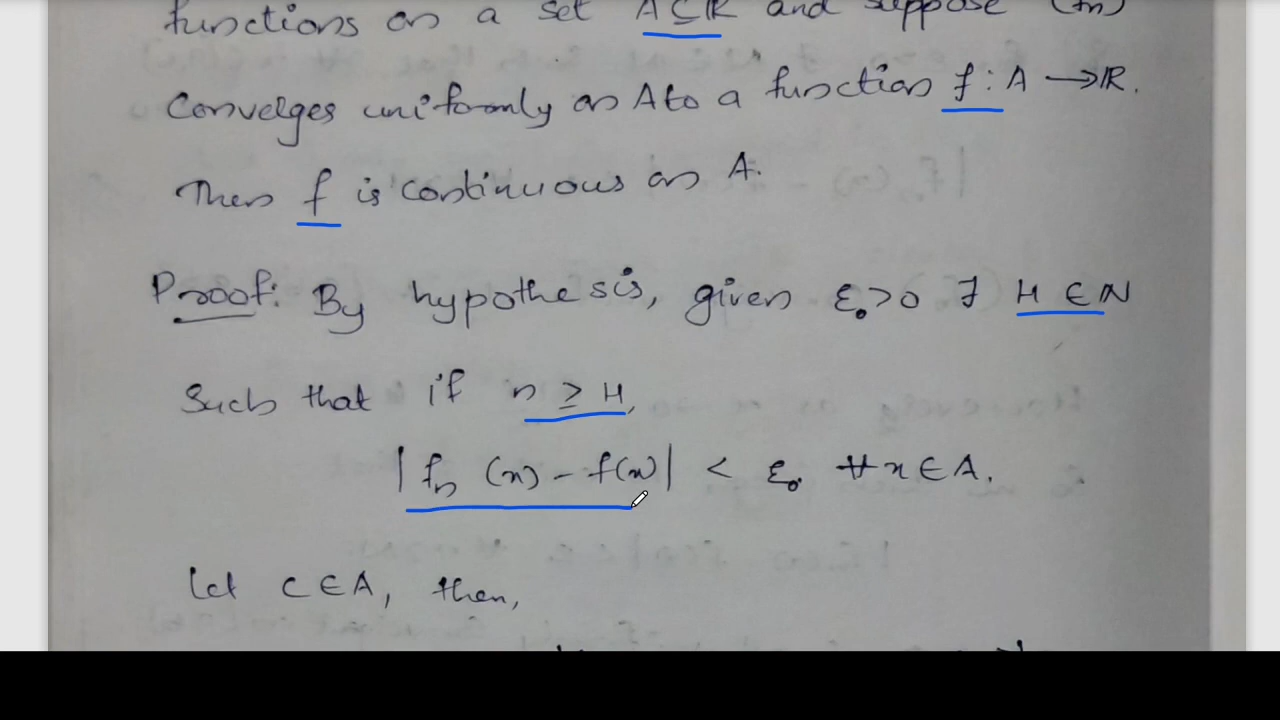 functions on a set A⊆ℝ and suppose (fn)
Converges uniformly on A to a function f : A → ℝ.
Then f is continuous on A.
Proof: By hypothesis, given ε₀>0 ∃ H ∈ ℕ
Such that if n ≥ H,
|fn (x) - f(x)| < ε₀ ∀ x ∈ A.
Let C ∈ A, then,